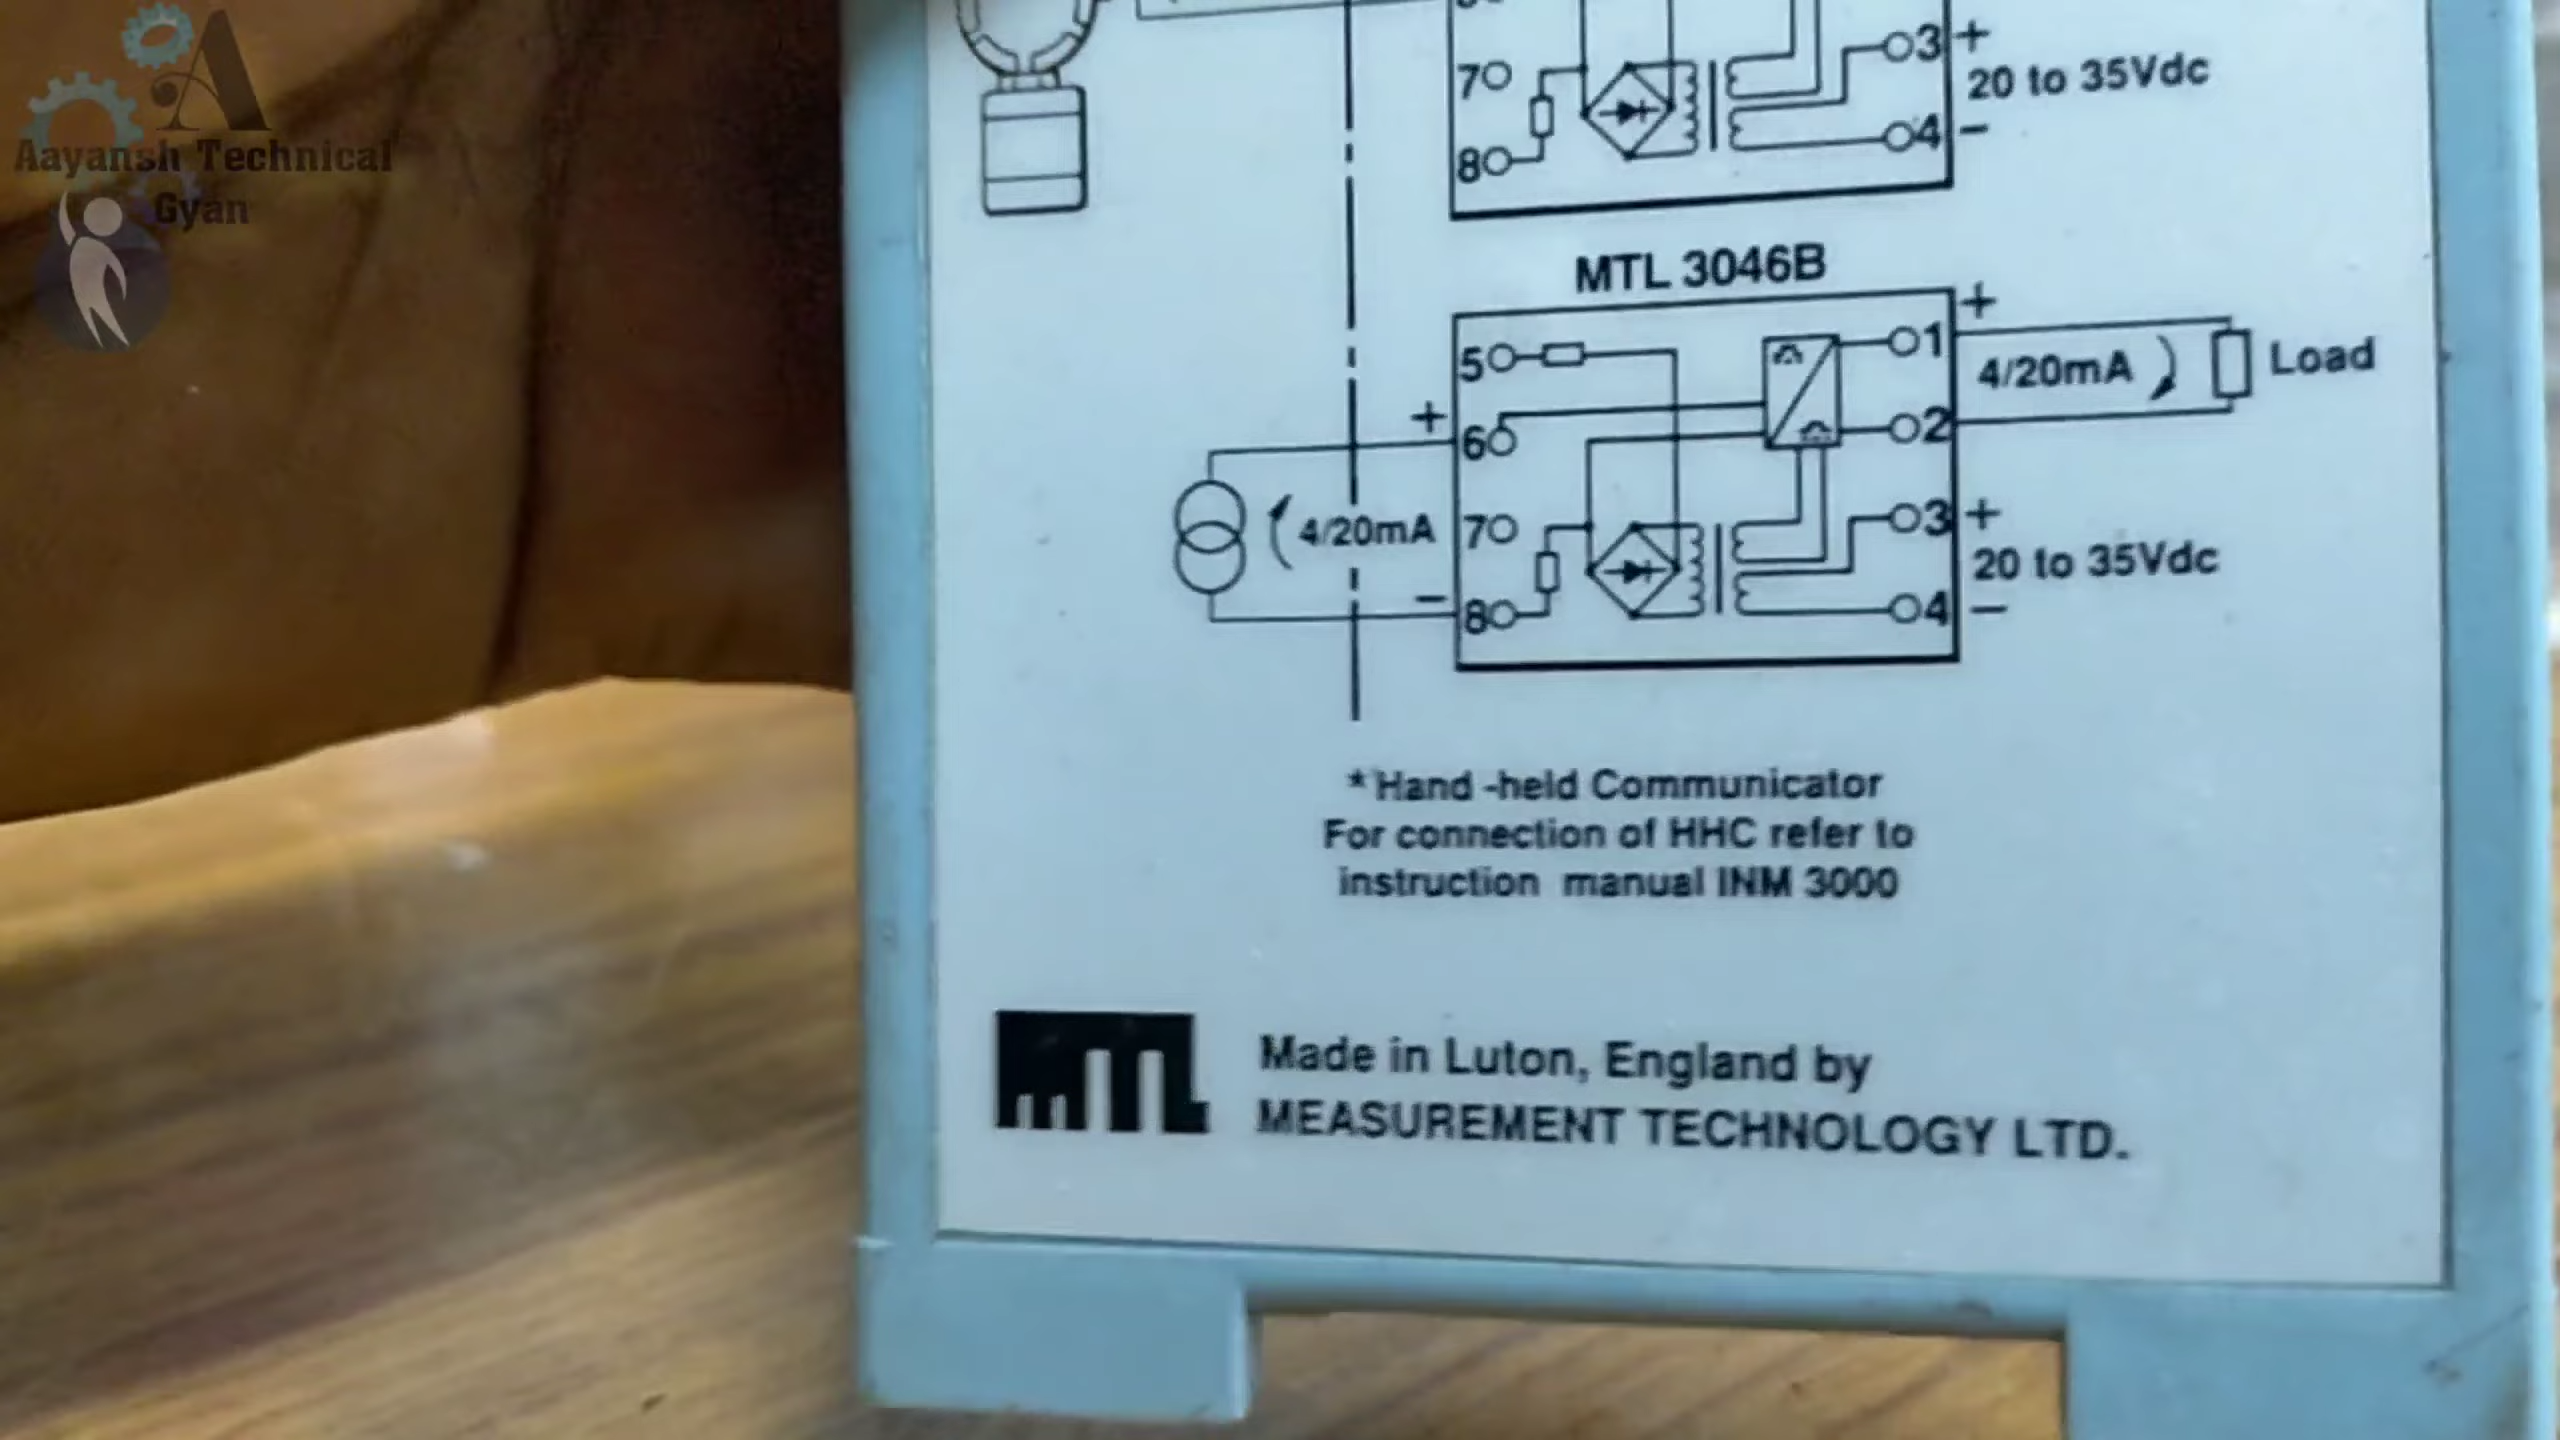 Aayansh Technical
Gyan
7
8
3 +
20 to 35Vdc
4 −
MTL 3046B
5
+ 6
7
− 8
4/20mA
1 +
2
4/20mA
Load
3 +
20 to 35Vdc
4 −
* Hand -held Communicator
For connection of HHC refer to
instruction manual INM 3000
mTL
Made in Luton, England by
MEASUREMENT TECHNOLOGY LTD.